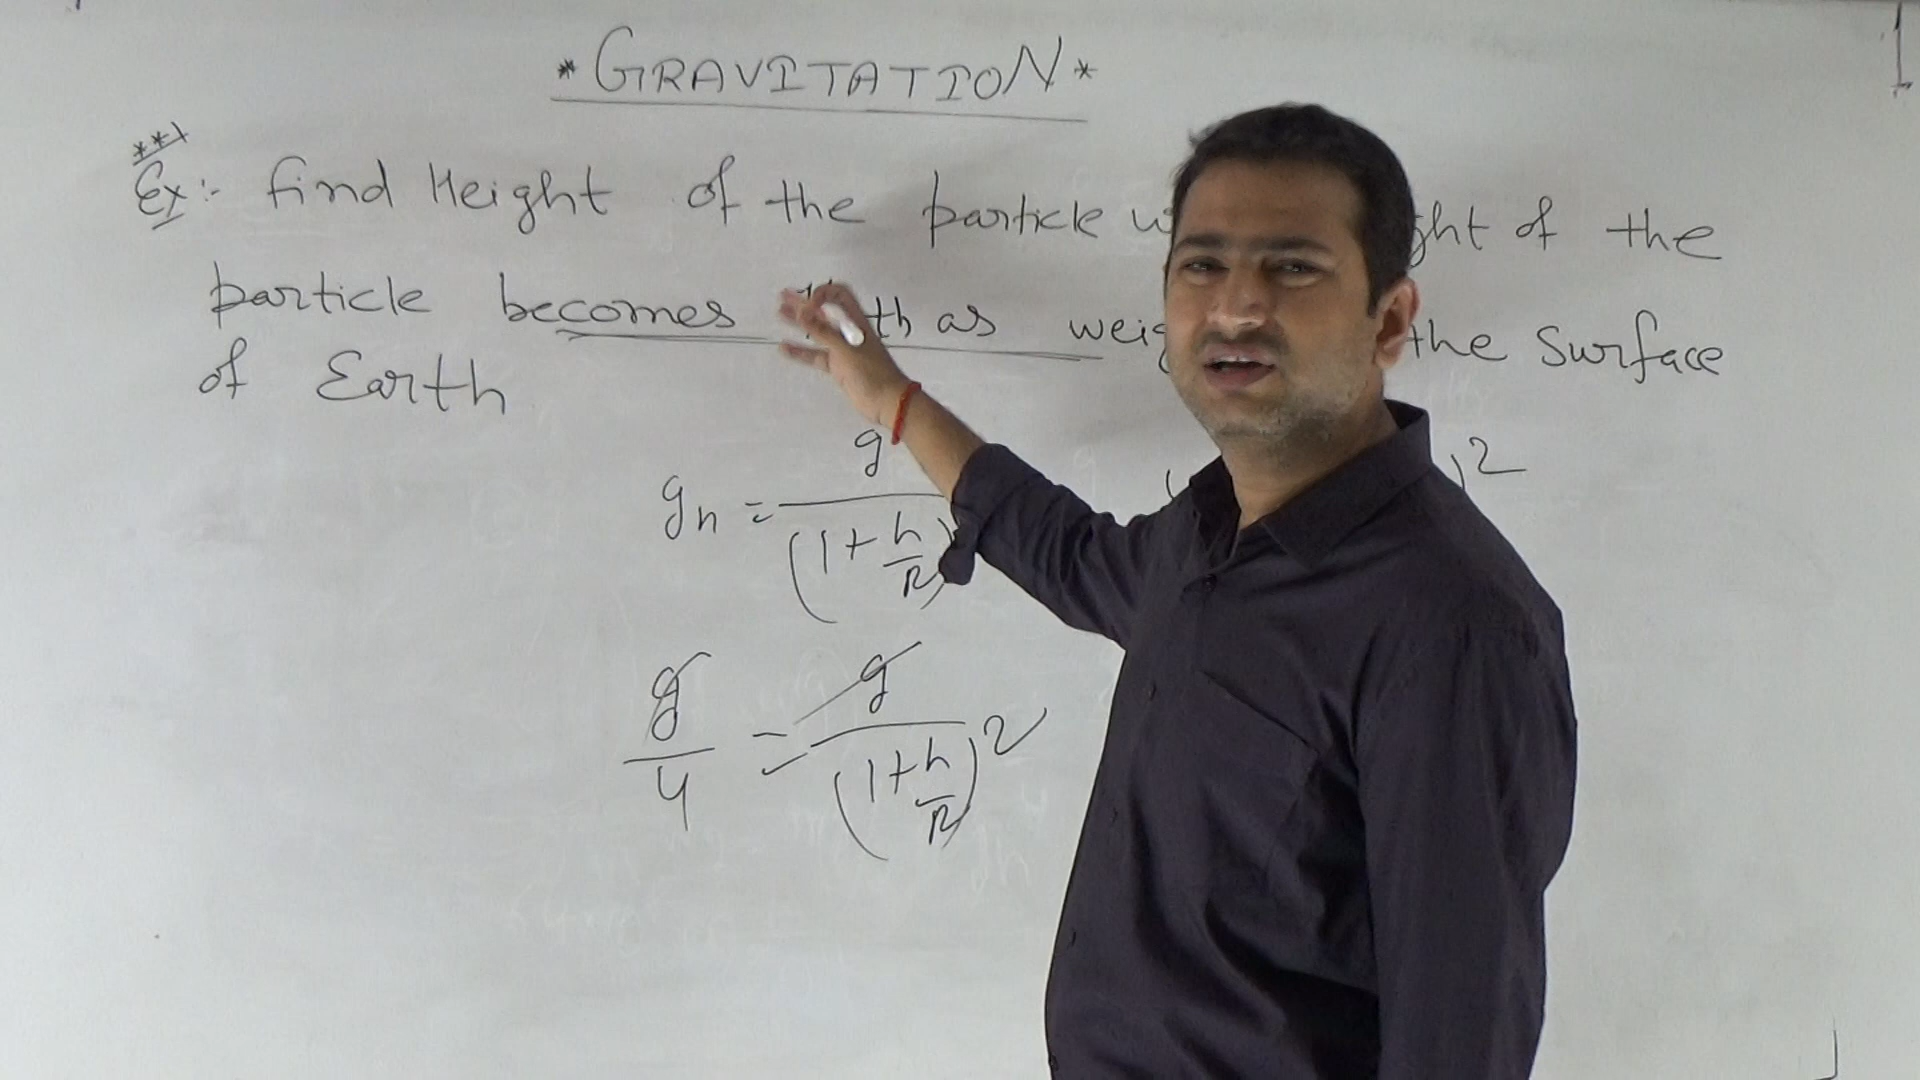 * GRAVITATION *
*** 
Ex:- find Height of the particle w ght of the
particle becomes th as weig the Surface
of Earth
gh = g / (1 + h/R)
)2
g/4 = g / (1 + h/R)2